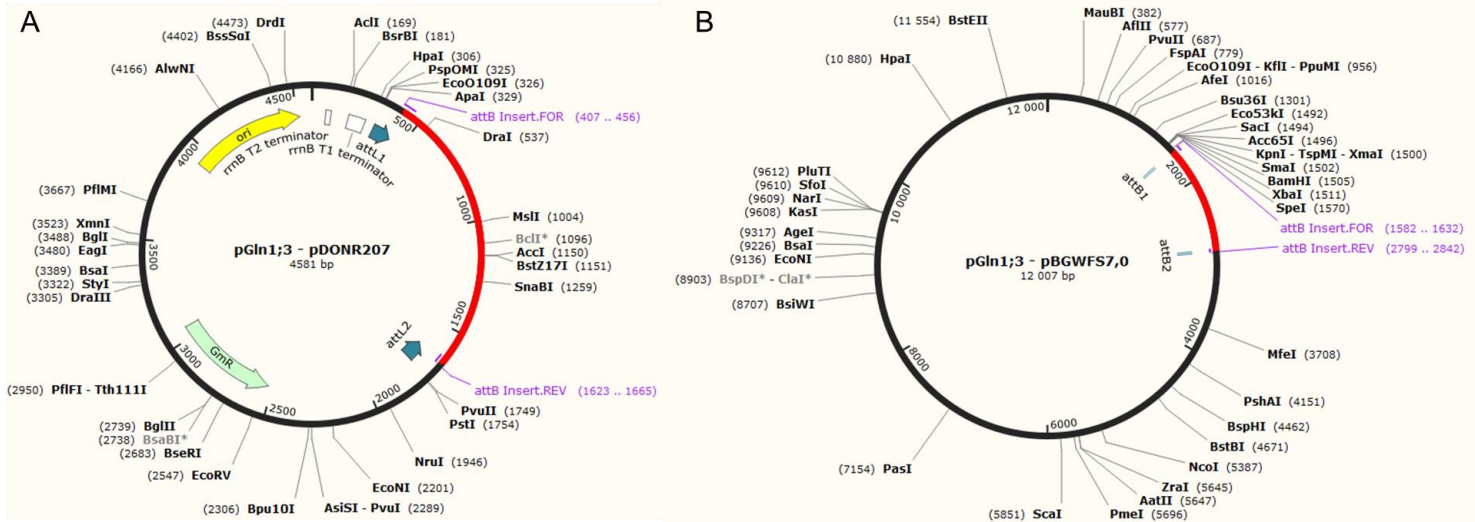 A
(4473) DrdI
(4402) BssSαI
(4166) AlwNI
AclI (169)
BsrBI (181)
HpaI (306)
PspOMI (325)
EcoO109I (326)
ApaI (329)
attB Insert.FOR (407 .. 456)
DraI (537)
4500
500
ori
rrnB T2 terminator
rrnB T1 terminator
attL1
4000
(3667) PflMI
(3523) XmnI
(3488) BglI
(3480) EagI
(3389) BsaI
(3322) StyI
(3305) DraIII
3500
1000
MslI (1004)
BclI* (1096)
AccI (1150)
BstZ17I (1151)
SnaBI (1259)
pGln1;3 - pDONR207
4581 bp
1500
attL2
GmR
3000
(2950) PflFI - Tth111I
2500
2000
attB Insert.REV (1623 .. 1665)
PvuII (1749)
PstI (1754)
(2739) BglII
(2738) BsaBI*
(2683) BseRI
(2547) EcoRV
NruI (1946)
EcoNI (2201)
(2306) Bpu10I
AsiSI - PvuI (2289)
B
(11 554) BstEII
(10 880) HpaI
MauBI (382)
AflII (577)
PvuII (687)
FspAI (779)
EcoO109I - KflI - PpuMI (956)
AfeI (1016)
Bsu36I (1301)
Eco53kI (1492)
SacI (1494)
Acc65I (1496)
KpnI - TspMI - XmaI (1500)
SmaI (1502)
BamHI (1505)
XbaI (1511)
SpeI (1570)
attB Insert.FOR (1582 .. 1632)
attB Insert.REV (2799 .. 2842)
12 000
2000
attB1
attB2
10 000
(9612) PluTI
(9610) SfoI
(9609) NarI
(9608) KasI
(9317) AgeI
(9226) BsaI
(9136) EcoNI
(8903) BspDI* - ClaI*
(8707) BsiWI
pGln1;3 - pBGWFS7,0
12 007 bp
8000
4000
MfeI (3708)
PshAI (4151)
BspHI (4462)
BstBI (4671)
6000
(7154) PasI
NcoI (5387)
ZraI (5645)
AatII (5647)
PmeI (5696)
(5851) ScaI